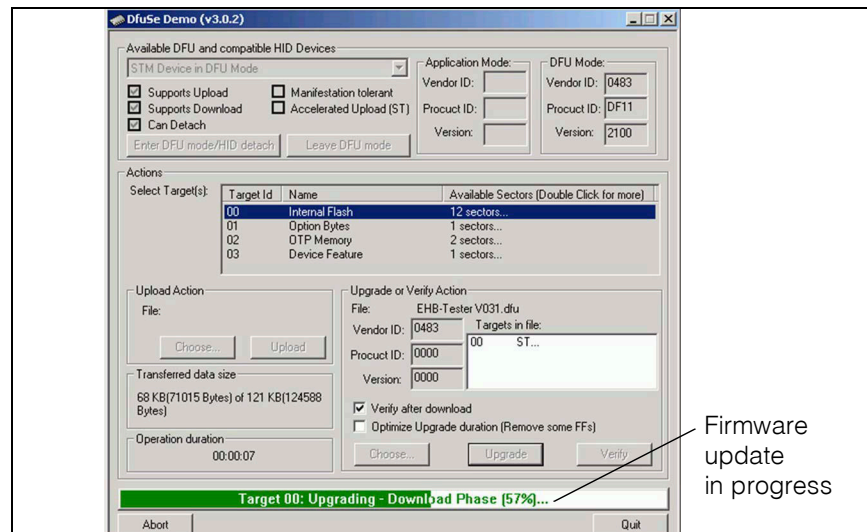 DfuSe Demo (v3.0.2)
Available DFU and compatible HID Devices
STM Device in DFU Mode
Supports Upload
Manifestation tolerant
Supports Download
Accelerated Upload (ST)
Can Detach
Enter DFU mode/HID detach
Leave DFU mode
Application Mode:
Vendor ID:
Procuct ID:
Version:
DFU Mode:
Vendor ID: 0483
Procuct ID: DF11
Version: 2100
Actions
Select Target(s):
Target Id Name Available Sectors (Double Click for more)
00 Internal Flash 12 sectors...
01 Option Bytes 1 sectors...
02 OTP Memory 2 sectors...
03 Device Feature 1 sectors...
Upload Action
File:
Choose... Upload
Transferred data size
68 KB(71015 Bytes) of 121 KB(124588
Bytes)
Operation duration
00:00:07
Upgrade or Verify Action
File: EHB-Tester V031.dfu
Vendor ID: 0483
Procuct ID: 0000
Version: 0000
Targets in file:
00 ST...
Verify after download
Optimize Upgrade duration (Remove some FFs)
Choose... Upgrade Verify
Target 00: Upgrading - Download Phase (57%)...
Abort Quit
Firmware
update
in progress